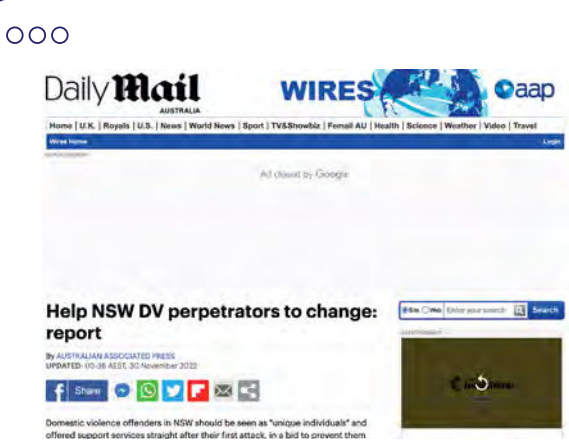 Daily Mail
AUSTRALIA
WIRES
aap
Home | U.K. | Royals | U.S. | News | World News | Sport | TV&Showbiz | Femail AU | Health | Science | Weather | Video | Travel
Wires Home
Login
ADVERTISEMENT
Ad closed by Google
Help NSW DV perpetrators to change:
report
By AUSTRALIAN ASSOCIATED PRESS
UPDATED: 00:36 AEST, 30 November 2022
Share
Domestic violence offenders in NSW should be seen as "unique individuals" and
offered support services straight after their first attack, in a bid to prevent them
Site Web Enter your search Search
ADVERTISEMENT